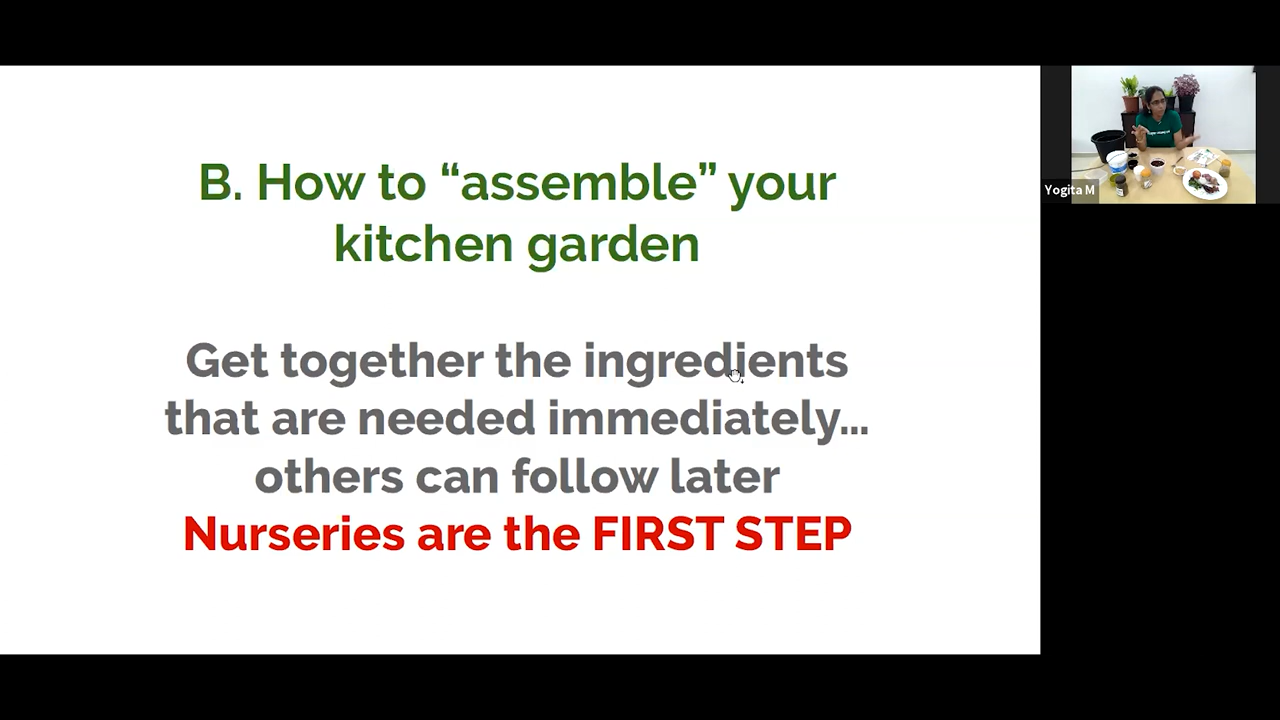 B. How to “assemble” your
kitchen garden
Get together the ingredients
that are needed immediately...
others can follow later
Nurseries are the FIRST STEP
Yogita M